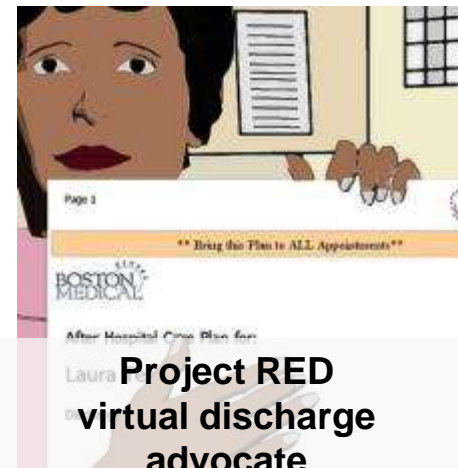 Page 1
** Bring this Plan to ALL Appointments**
BOSTON
MEDICAL
After Hospital Care Plan for:
Laura
Project RED
virtual discharge
advocate